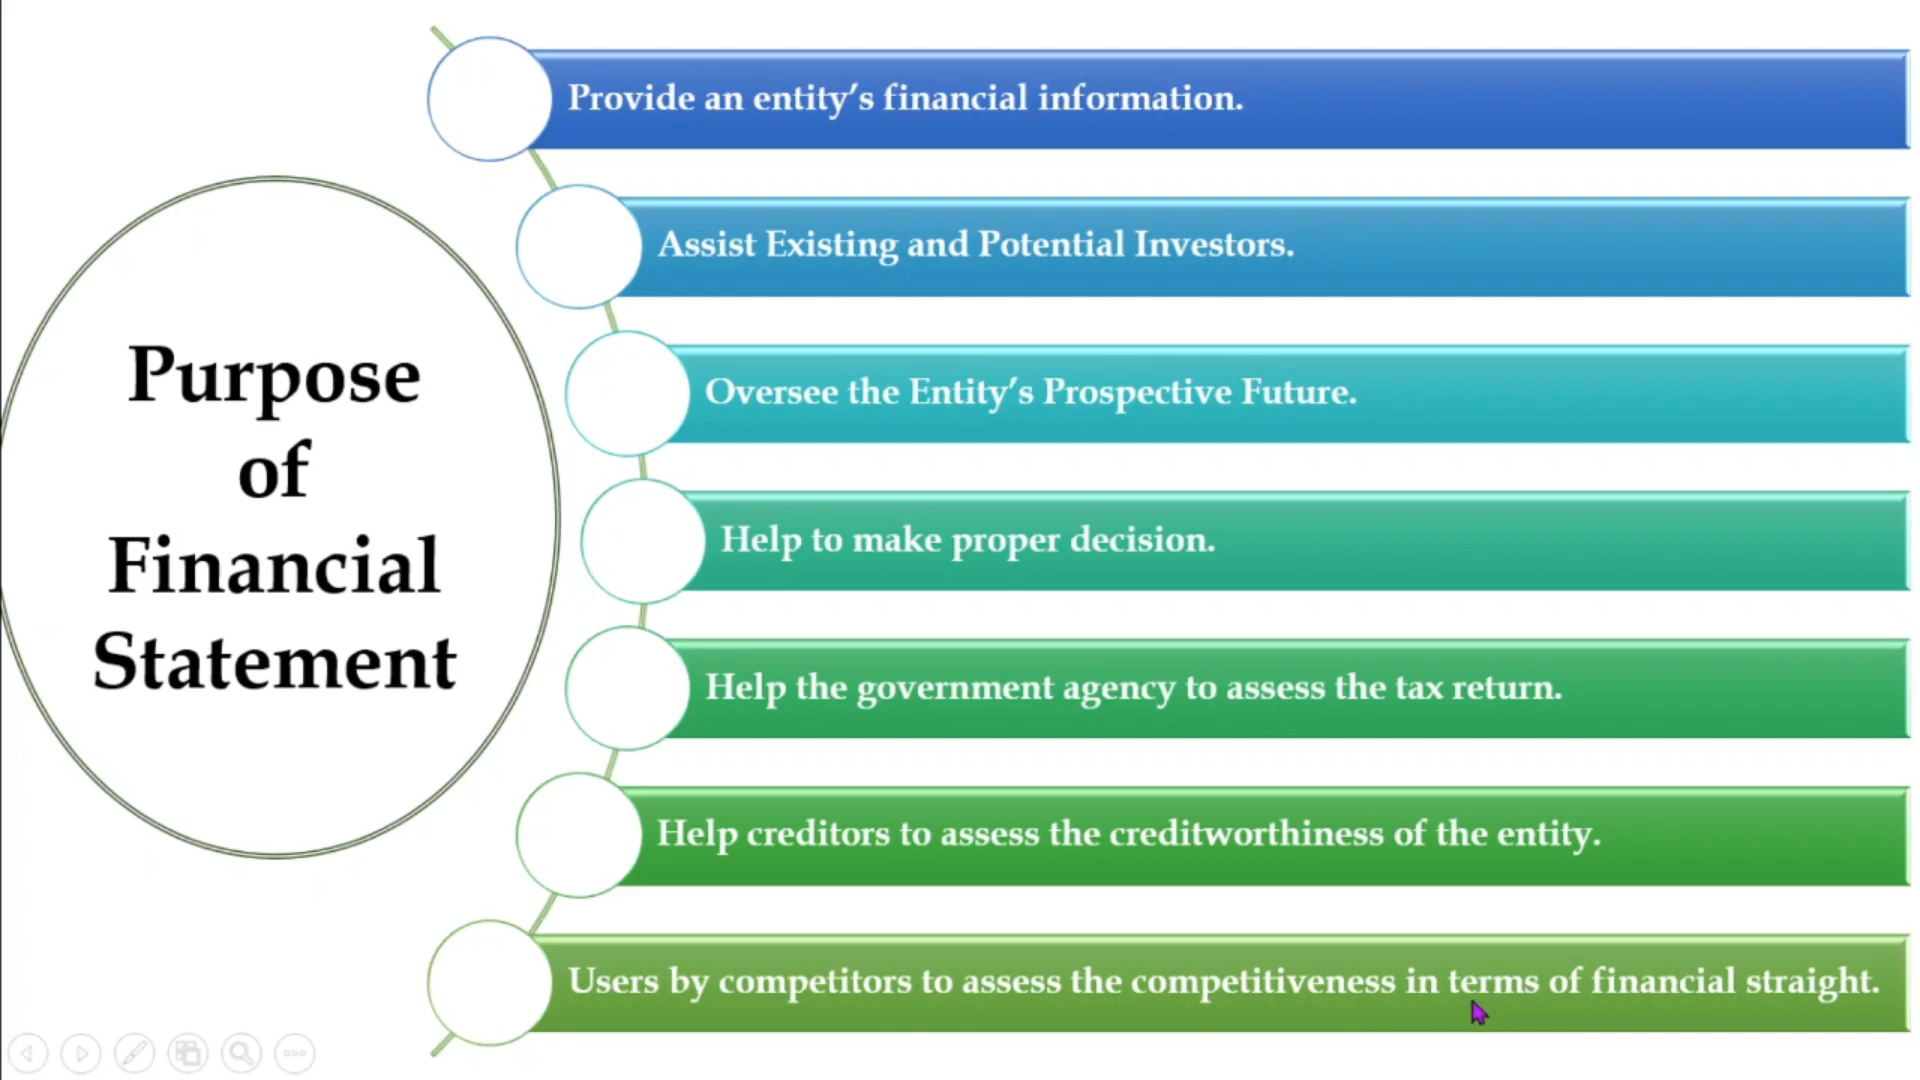 Purpose
of
Financial
Statement
Provide an entity’s financial information.
Assist Existing and Potential Investors.
Oversee the Entity’s Prospective Future.
Help to make proper decision.
Help the government agency to assess the tax return.
Help creditors to assess the creditworthiness of the entity.
Users by competitors to assess the competitiveness in terms of financial straight.